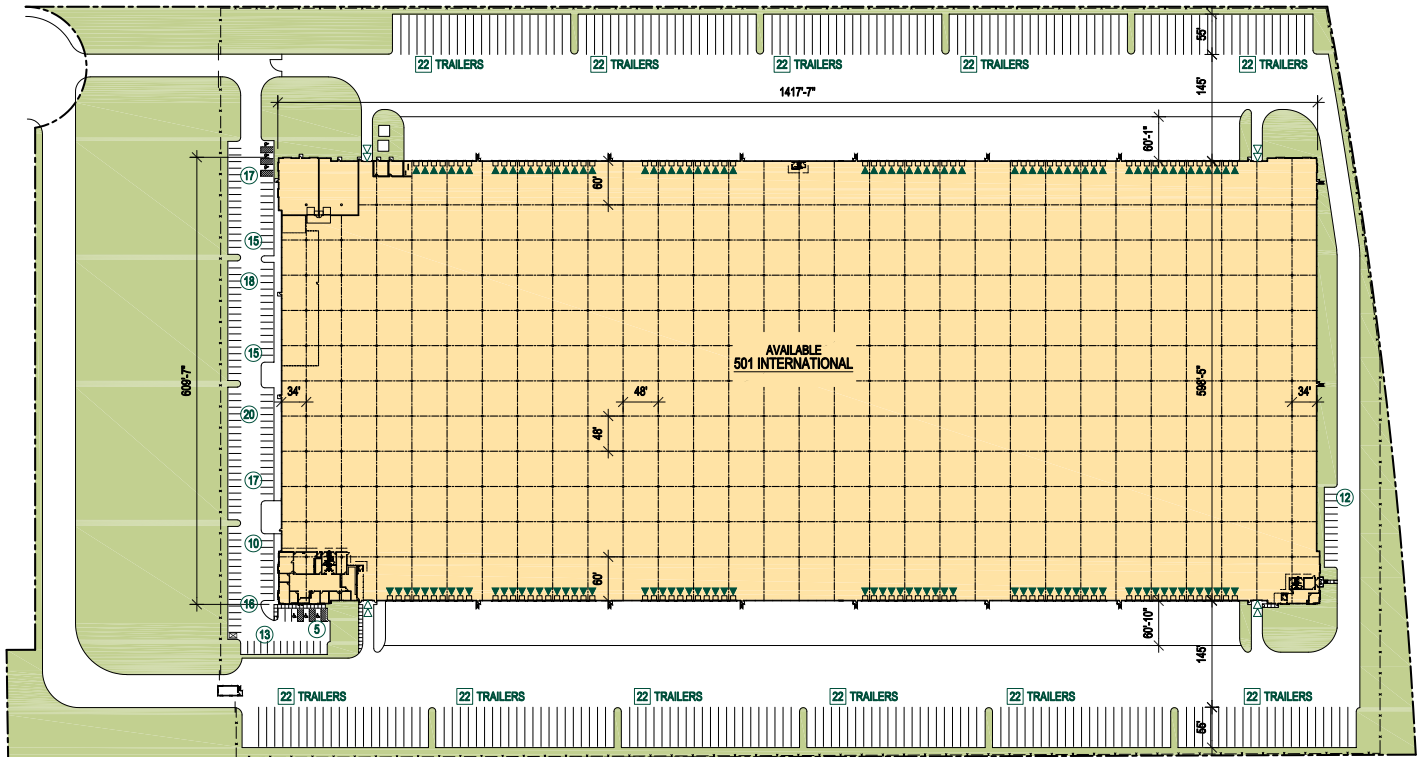 55'
22 TRAILERS
22 TRAILERS
22 TRAILERS
22 TRAILERS
22 TRAILERS
145'
1417'-7"
60'-1"
17
60'
15
18
AVAILABLE
501 INTERNATIONAL
15
609'-7"
598'-5"
34'
48'
34'
20
48'
17
12
10
60'
16
5
13
60'-10"
145'
22 TRAILERS
22 TRAILERS
22 TRAILERS
22 TRAILERS
22 TRAILERS
22 TRAILERS
55'